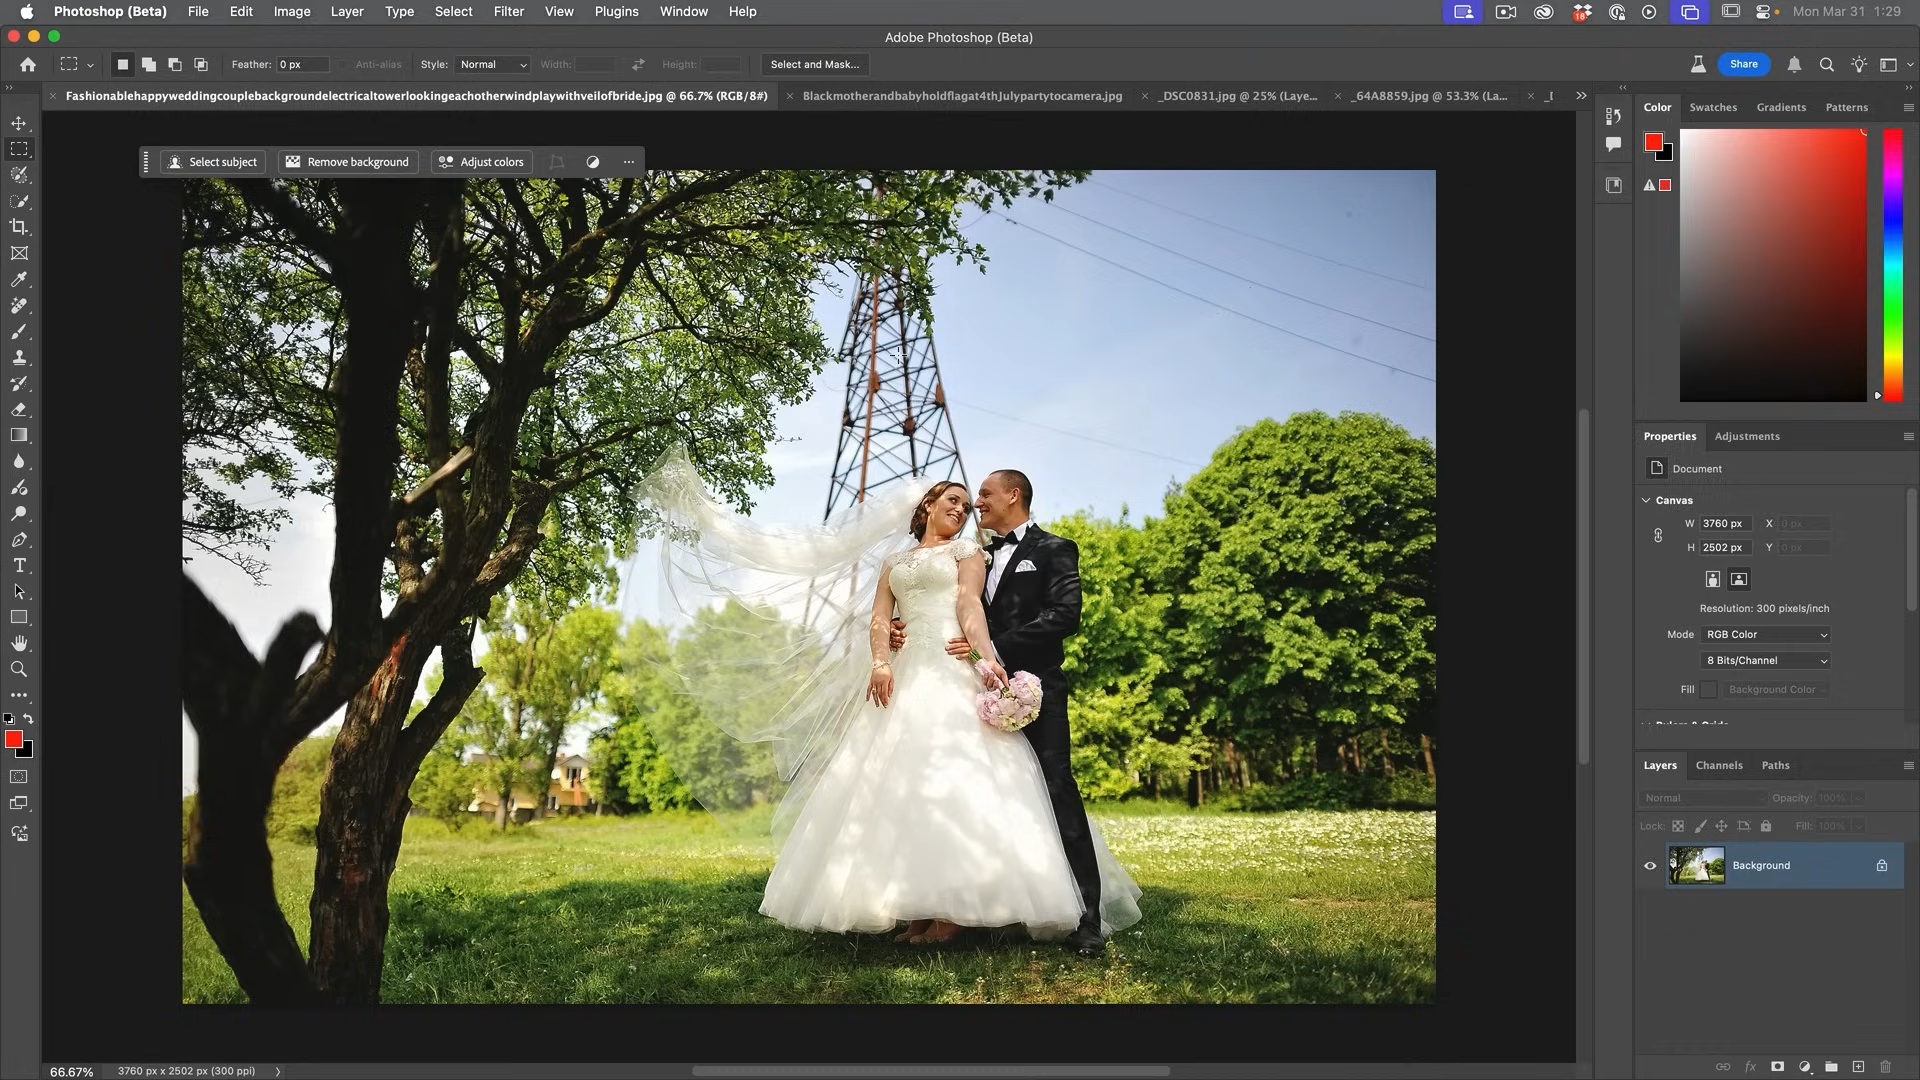 Photoshop (Beta) File Edit Image Layer Type Select Filter View Plugins Window Help 18 Mon Mar 31 1:29
Adobe Photoshop (Beta)
Feather: 0 px Anti-alias Style: Normal Width: Height: Select and Mask... Share
Fashionablehappyweddingcouplebackgroundelectricaltowerlookingeachotherwindplaywithveilofbride.jpg @ 66.7% (RGB/8#) Blackmotherandbabyholdflagat4thJulypartytocamera.jpg _DSC0831.jpg @ 25% (Laye... _64A8859.jpg @ 53.3% (La...
Color Swatches Gradients Patterns
Select subject Remove background Adjust colors
Properties Adjustments
Document
Canvas
W 3760 px X 0 px
H 2502 px Y 0 px
Resolution: 300 pixels/inch
Mode RGB Color
8 Bits/Channel
Fill Background Color
Rulers & Grids
Layers Channels Paths
Normal Opacity: 100%
Lock: Fill: 100%
Background
fx
66.67% 3760 px x 2502 px (300 ppi)